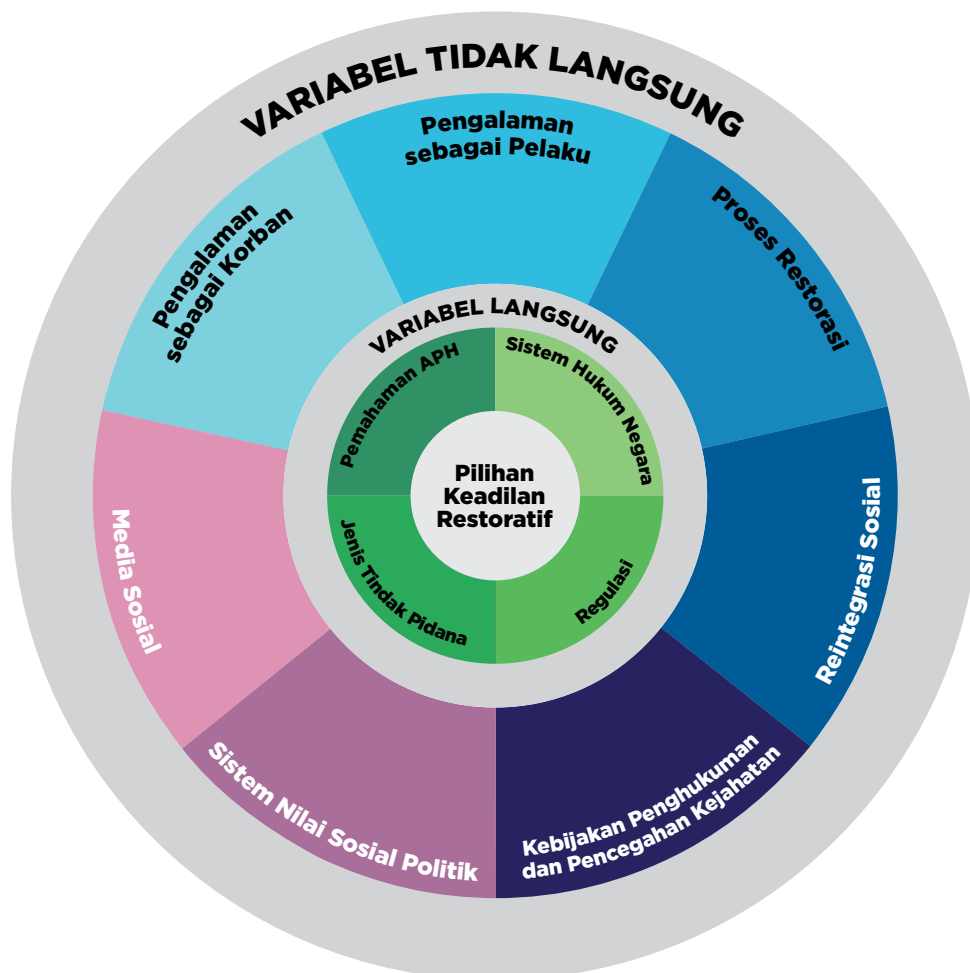 VARIABEL TIDAK LANGSUNG
Pengalaman
sebagai Pelaku
Proses Restorasi
Reintegrasi Sosial
Kebijakan Penghukuman
dan Pencegahan Kejahatan
Sistem Nilai Sosial Politik
Media Sosial
Pengalaman
sebagai Korban
VARIABEL LANGSUNG
Pemahaman APH
Sistem Hukum Negara
Regulasi
Jenis Tindak Pidana
Pilihan
Keadilan
Restoratif